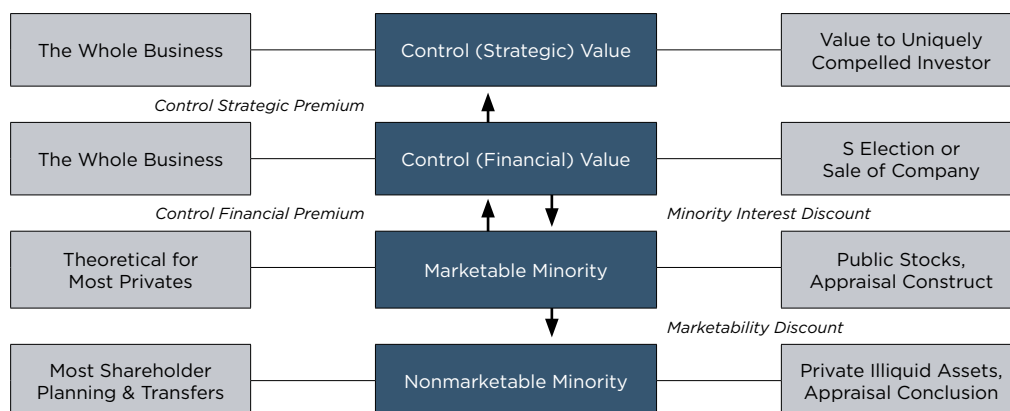 The Whole Business
Control (Strategic) Value
Value to Uniquely
Compelled Investor
Control Strategic Premium
The Whole Business
Control (Financial) Value
S Election or
Sale of Company
Control Financial Premium
Minority Interest Discount
Theoretical for
Most Privates
Marketable Minority
Public Stocks,
Appraisal Construct
Marketability Discount
Most Shareholder
Planning & Transfers
Nonmarketable Minority
Private Illiquid Assets,
Appraisal Conclusion